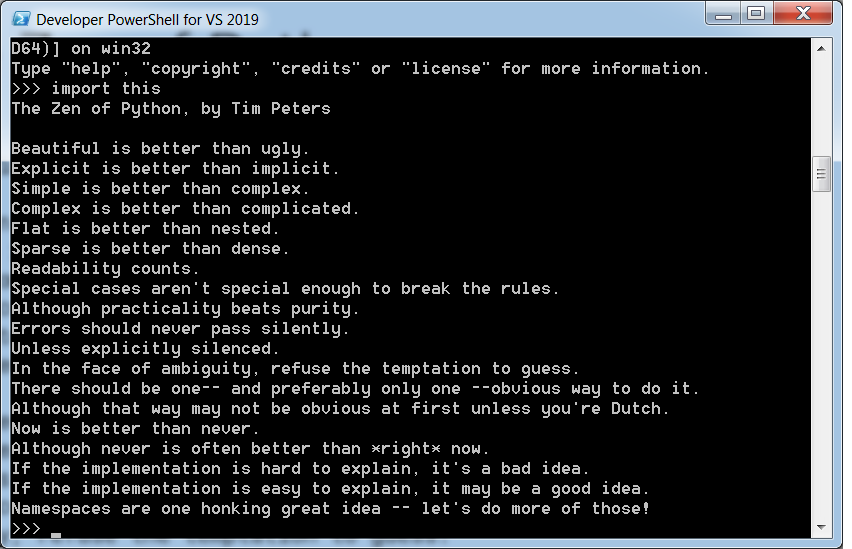 Developer PowerShell for VS 2019
D64)] on win32
Type "help", "copyright", "credits" or "license" for more information.
>>> import this
The Zen of Python, by Tim Peters
Beautiful is better than ugly.
Explicit is better than implicit.
Simple is better than complex.
Complex is better than complicated.
Flat is better than nested.
Sparse is better than dense.
Readability counts.
Special cases aren't special enough to break the rules.
Although practicality beats purity.
Errors should never pass silently.
Unless explicitly silenced.
In the face of ambiguity, refuse the temptation to guess.
There should be one-- and preferably only one --obvious way to do it.
Although that way may not be obvious at first unless you're Dutch.
Now is better than never.
Although never is often better than *right* now.
If the implementation is hard to explain, it's a bad idea.
If the implementation is easy to explain, it may be a good idea.
Namespaces are one honking great idea -- let's do more of those!
>>> _